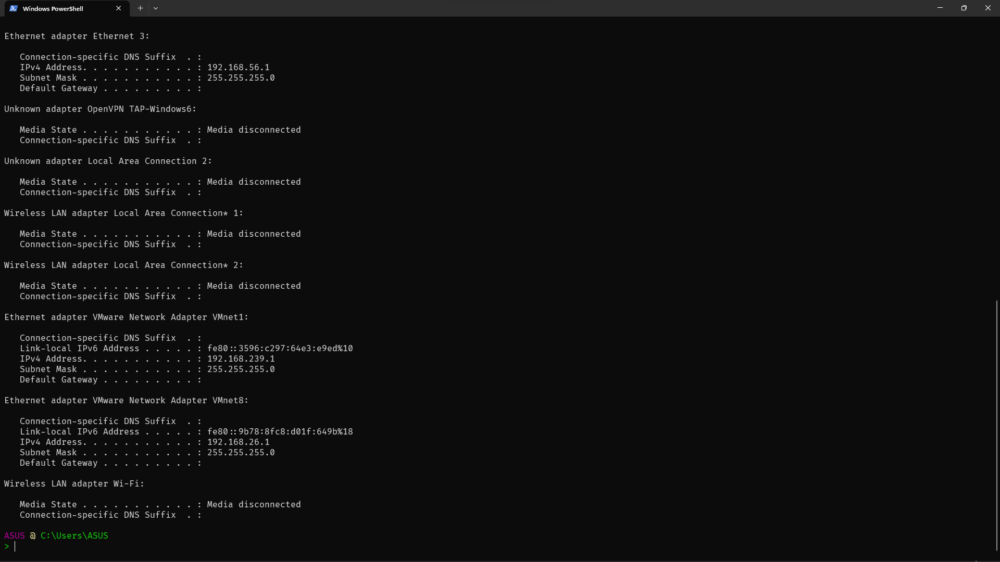 Windows PowerShell
Ethernet adapter Ethernet 3:
   Connection-specific DNS Suffix  . :
   IPv4 Address. . . . . . . . . . . : 192.168.56.1
   Subnet Mask . . . . . . . . . . . : 255.255.255.0
   Default Gateway . . . . . . . . . :
Unknown adapter OpenVPN TAP-Windows6:
   Media State . . . . . . . . . . . : Media disconnected
   Connection-specific DNS Suffix  . :
Unknown adapter Local Area Connection 2:
   Media State . . . . . . . . . . . : Media disconnected
   Connection-specific DNS Suffix  . :
Wireless LAN adapter Local Area Connection* 1:
   Media State . . . . . . . . . . . : Media disconnected
   Connection-specific DNS Suffix  . :
Wireless LAN adapter Local Area Connection* 2:
   Media State . . . . . . . . . . . : Media disconnected
   Connection-specific DNS Suffix  . :
Ethernet adapter VMware Network Adapter VMnet1:
   Connection-specific DNS Suffix  . :
   Link-local IPv6 Address . . . . . : fe80::3596:c297:64e3:e9ed%10
   IPv4 Address. . . . . . . . . . . : 192.168.239.1
   Subnet Mask . . . . . . . . . . . : 255.255.255.0
   Default Gateway . . . . . . . . . :
Ethernet adapter VMware Network Adapter VMnet8:
   Connection-specific DNS Suffix  . :
   Link-local IPv6 Address . . . . . : fe80::9b78:8fc8:d01f:649b%18
   IPv4 Address. . . . . . . . . . . : 192.168.26.1
   Subnet Mask . . . . . . . . . . . : 255.255.255.0
   Default Gateway . . . . . . . . . :
Wireless LAN adapter Wi-Fi:
   Media State . . . . . . . . . . . : Media disconnected
   Connection-specific DNS Suffix  . :
ASUS @ C:\Users\ASUS
>